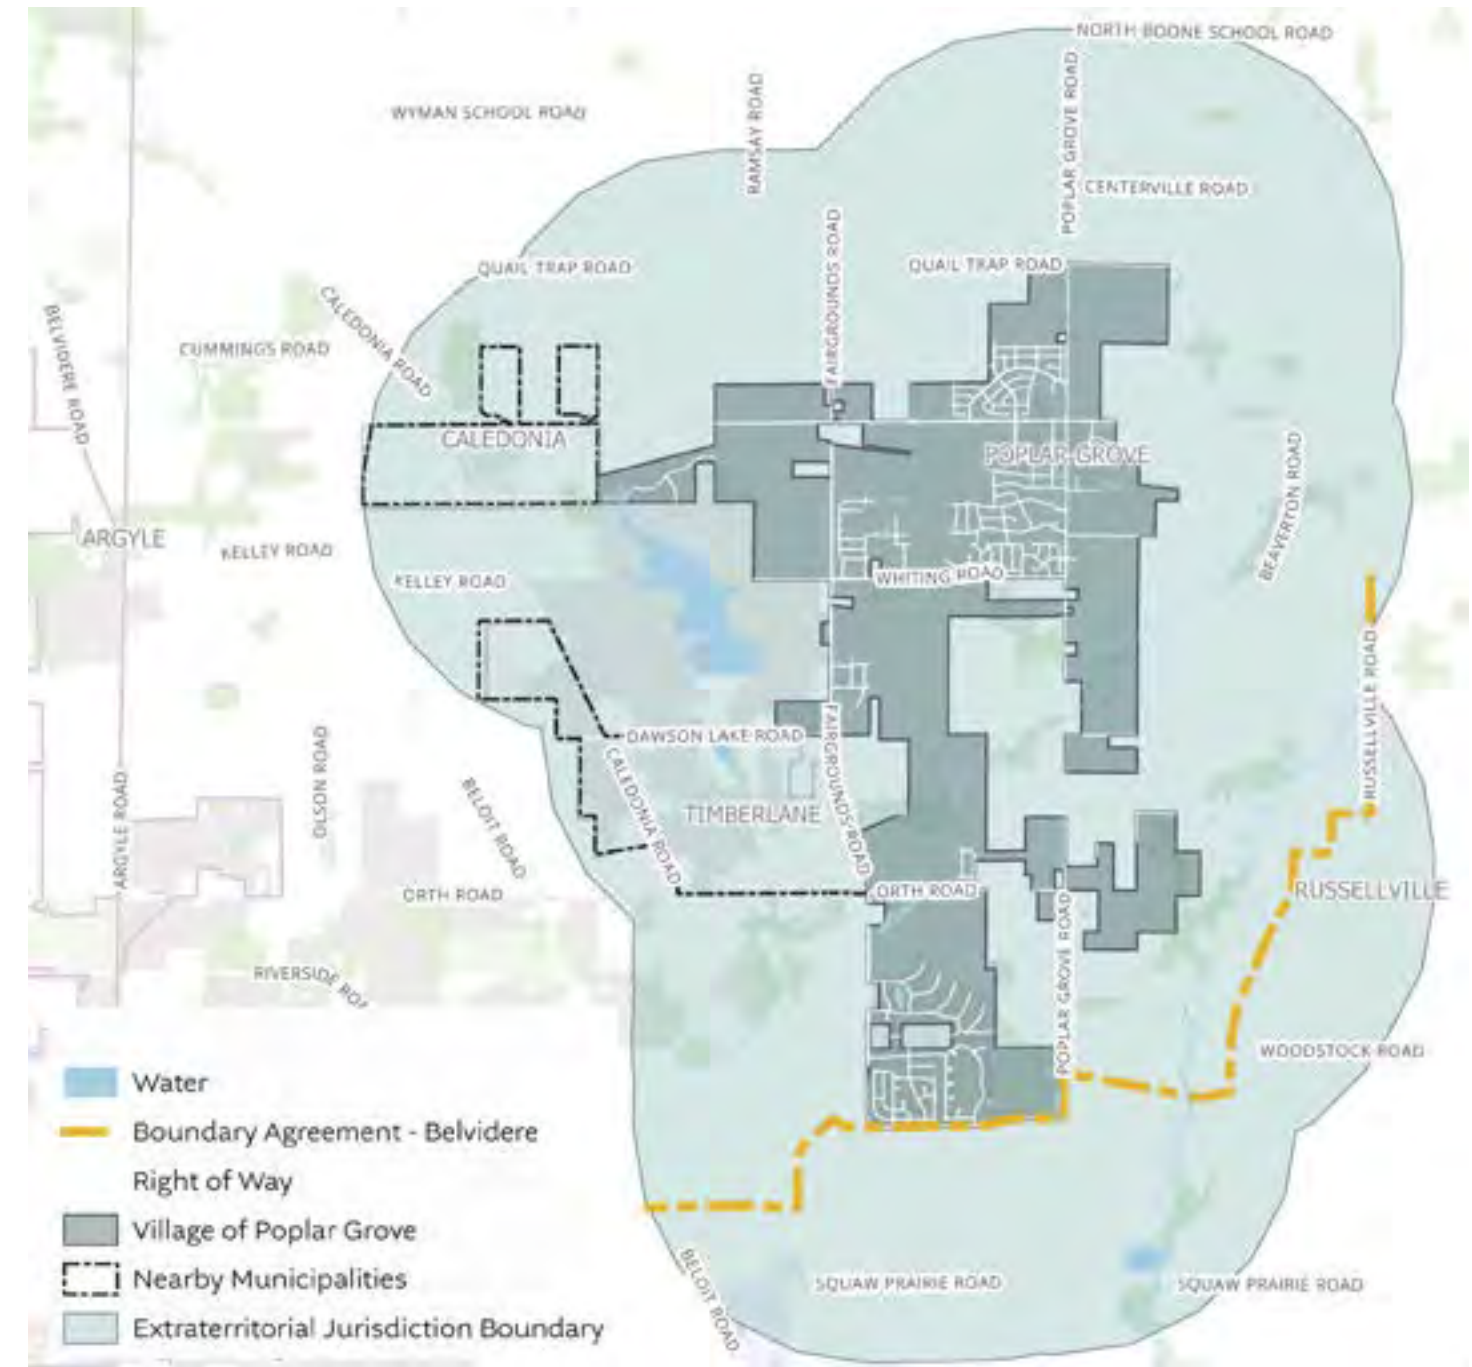 NORTH BOONE SCHOOL ROAD
WYMAN SCHOOL ROAD
RAMSAY ROAD
POPLAR GROVE ROAD
CENTERVILLE ROAD
QUAIL TRAP ROAD
FAIRGROUNDS ROAD
QUAIL TRAP ROAD
CALEDONIA ROAD
BELVIDERE ROAD
CUMMINGS ROAD
CALEDONIA
POPLAR GROVE
BEAVERTON ROAD
ARGYLE
KELLEY ROAD
KELLEY ROAD
WHITING ROAD
RUSSELLVILLE ROAD
DAWSON LAKE ROAD
FAIRGROUNDS ROAD
OLSON ROAD
BELOIT ROAD
CALEDONIA ROAD
ARGYLE ROAD
TIMBERLANE
ORTH ROAD
ORTH ROAD
RUSSELLVILLE
POPLAR GROVE ROAD
RIVERSIDE ROA
WOODSTOCK ROAD
Water
Boundary Agreement - Belvidere
Right of Way
Village of Poplar Grove
Nearby Municipalities
Extraterritorial Jurisdiction Boundary
BELOIT ROAD
SQUAW PRAIRIE ROAD
SQUAW PRAIRIE ROAD